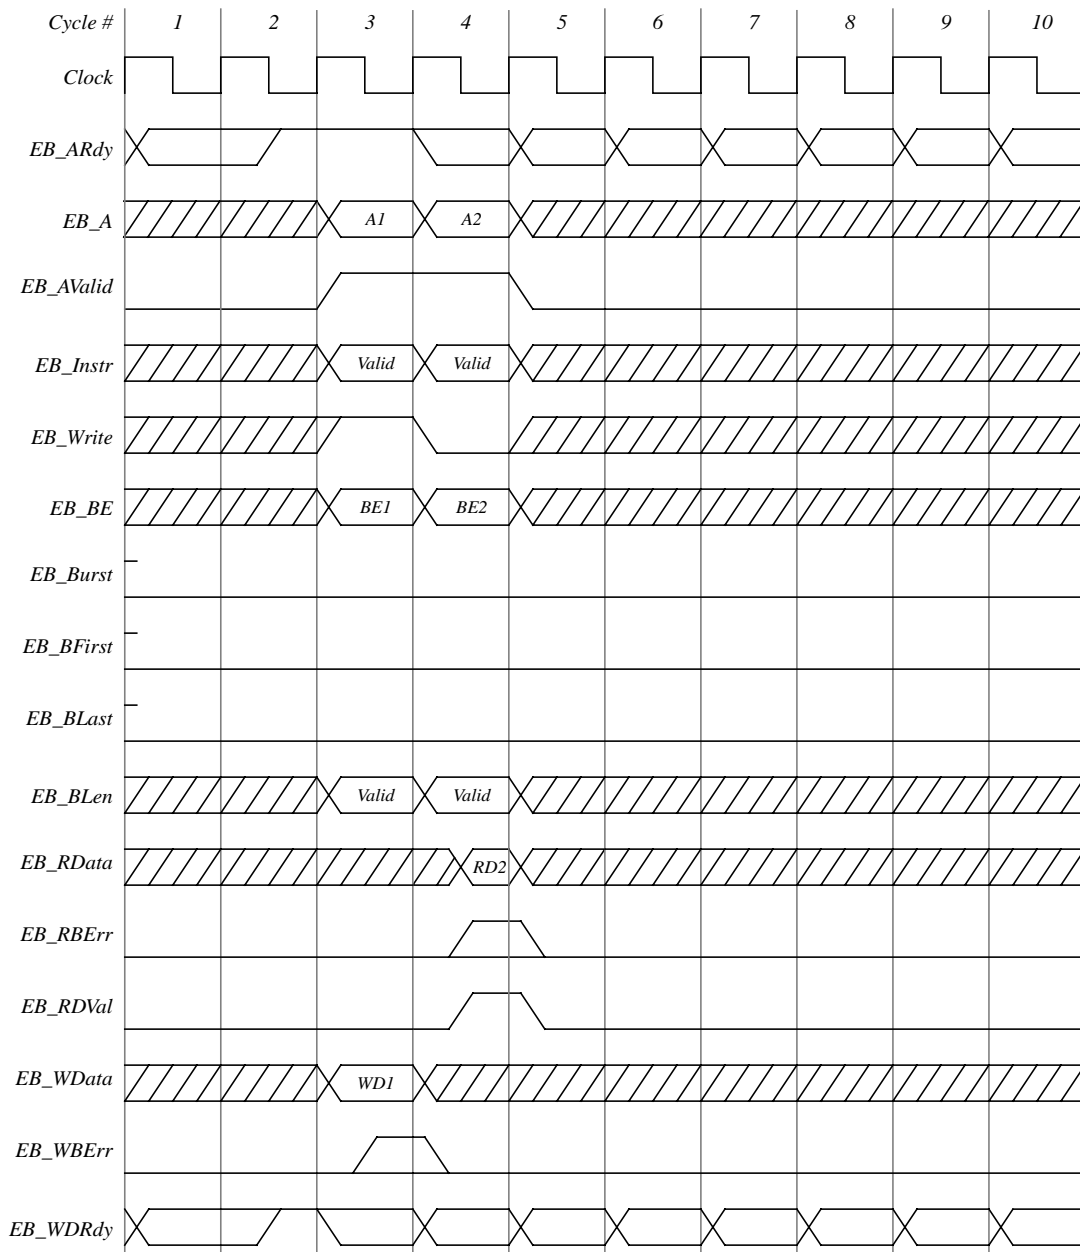 Cycle # 1 2 3 4 5 6 7 8 9 10
Clock
EB_ARdy
EB_A A1 A2
EB_AValid
EB_Instr Valid Valid
EB_Write
EB_BE BE1 BE2
EB_Burst
EB_BFirst
EB_BLast
EB_BLen Valid Valid
EB_RData RD2
EB_RBErr
EB_RDVal
EB_WData WD1
EB_WBErr
EB_WDRdy